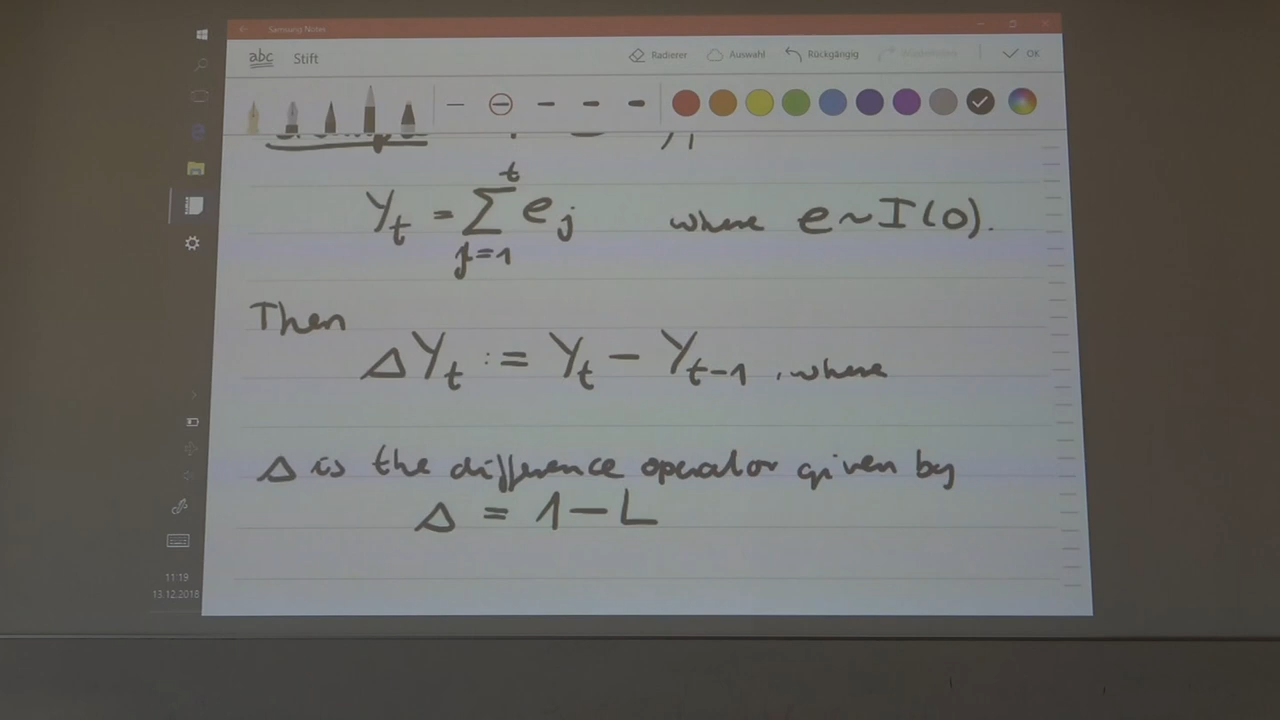 Samsung Notes
abc Stift Radierer Auswahl Rückgängig OK
t
Y_t = Σ e_j where e ~ I(0).
j=1
Then
ΔY_t := Y_t − Y_{t−1}, where
Δ is the difference operator given by
Δ = 1 − L
11:19
13.12.2018